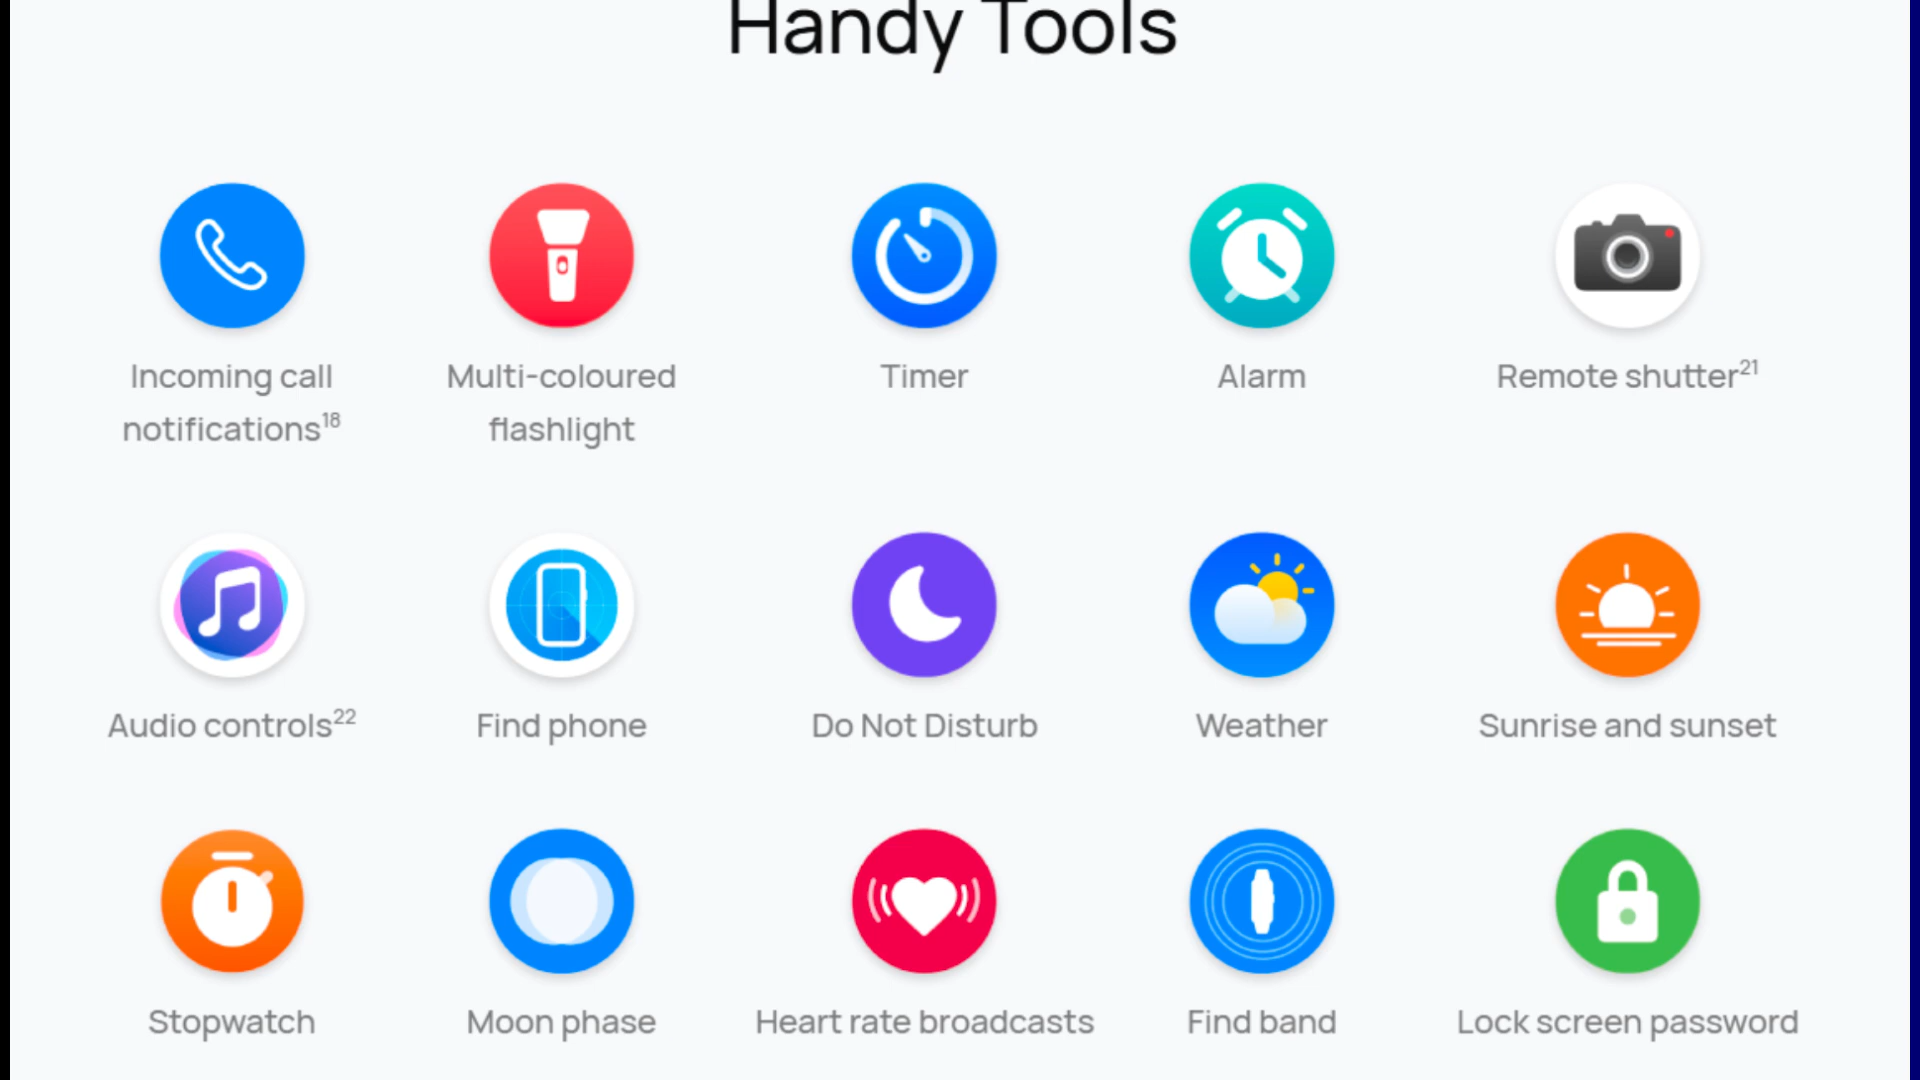 Handy Tools
Incoming call
notifications18
Multi-coloured
flashlight
Timer
Alarm
Remote shutter21
Audio controls22
Find phone
Do Not Disturb
Weather
Sunrise and sunset
Stopwatch
Moon phase
Heart rate broadcasts
Find band
Lock screen password